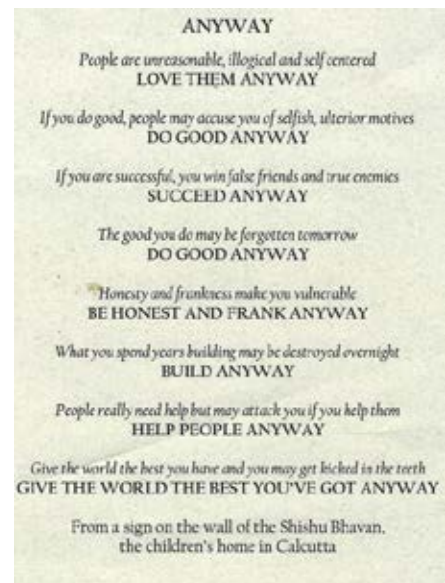 ANYWAY
People are unreasonable, illogical and self centered
LOVE THEM ANYWAY
If you do good, people may accuse you of selfish, ulterior motives
DO GOOD ANYWAY
If you are successful, you win false friends and true enemies
SUCCEED ANYWAY
The good you do may be forgotten tomorrow
DO GOOD ANYWAY
Honesty and frankness make you vulnerable
BE HONEST AND FRANK ANYWAY
What you spend years building may be destroyed overnight
BUILD ANYWAY
People really need help but may attack you if you help them
HELP PEOPLE ANYWAY
Give the world the best you have and you may get kicked in the teeth
GIVE THE WORLD THE BEST YOU'VE GOT ANYWAY
From a sign on the wall of the Shishu Bhavan,
the children's home in Calcutta